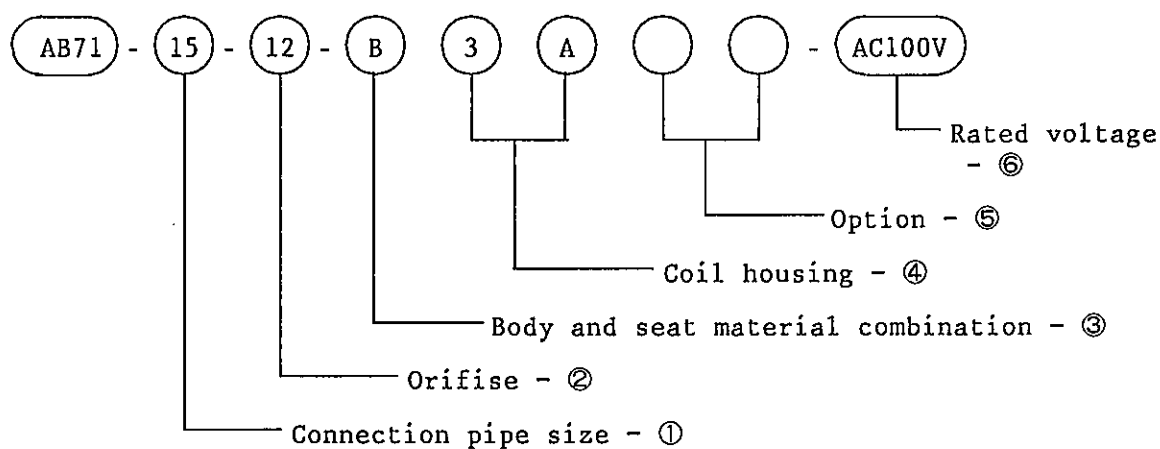 AB71 - 15 - 12 - B 3 A - AC100V
Rated voltage
- ⑥
Option - ⑤
Coil housing - ④
Body and seat material combination - ③
Orifise - ②
Connection pipe size - ①